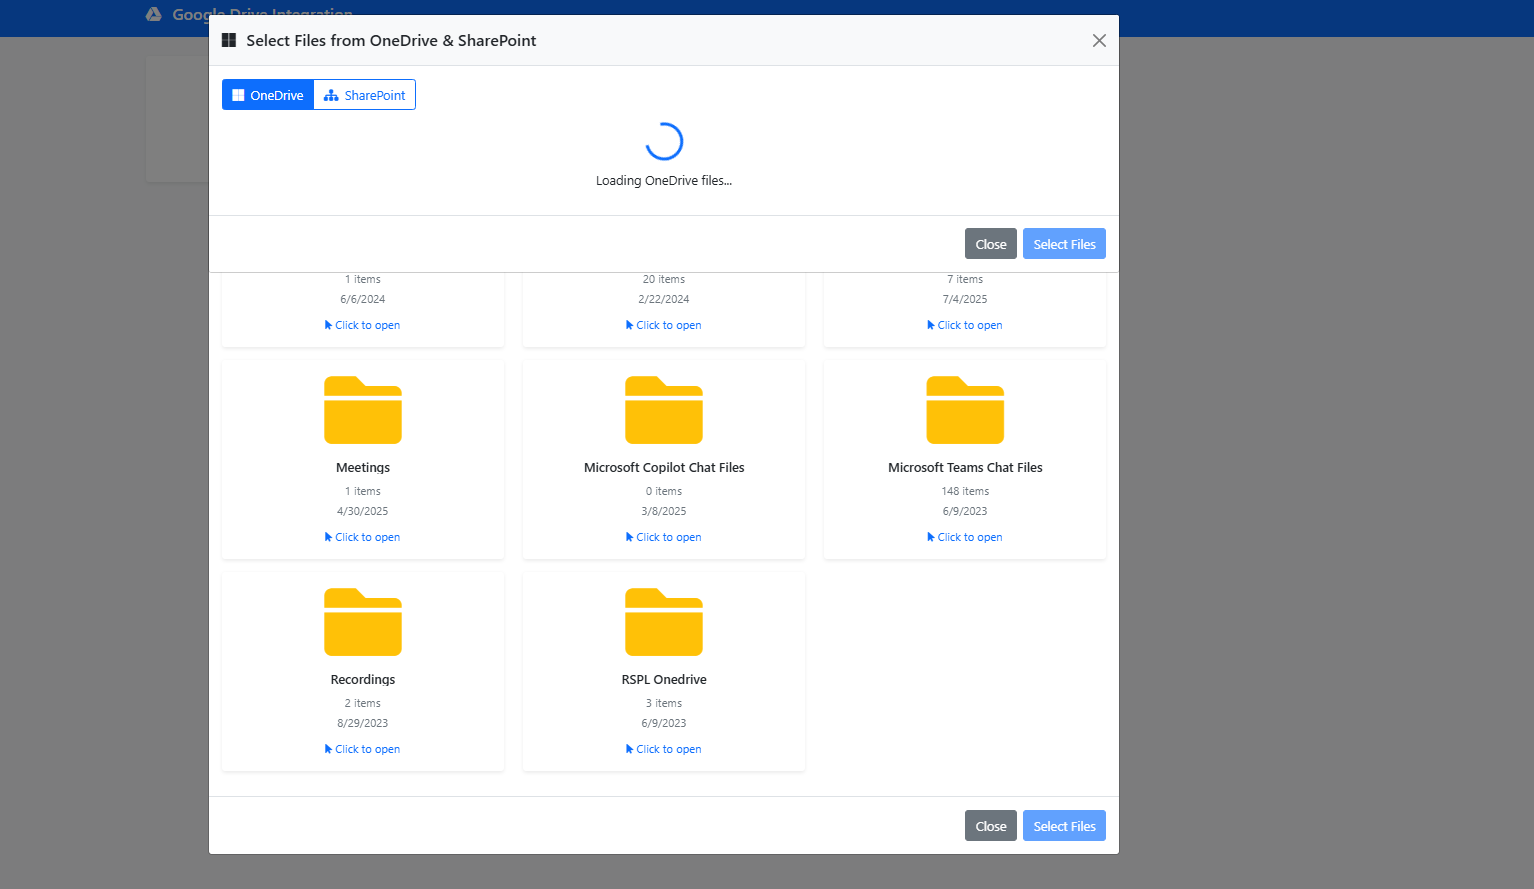 Google Drive Integration
Select Files from OneDrive & SharePoint
OneDrive SharePoint
Loading OneDrive files...
Close Select Files
1 items 20 items 7 items
6/6/2024 2/22/2024 7/4/2025
Click to open Click to open Click to open
Meetings Microsoft Copilot Chat Files Microsoft Teams Chat Files
1 items 0 items 148 items
4/30/2025 3/8/2025 6/9/2023
Click to open Click to open Click to open
Recordings RSPL Onedrive
2 items 3 items
8/29/2023 6/9/2023
Click to open Click to open
Close Select Files